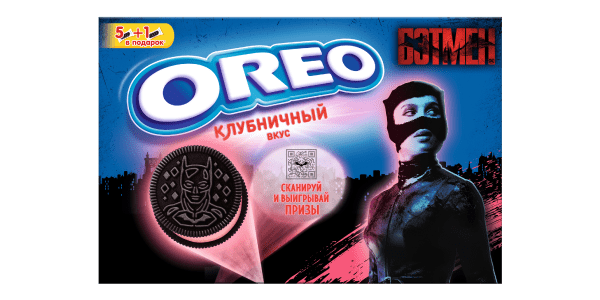 5 +1
в подарок
БЭТМЕН
OREO
КЛУБНИЧНЫЙ
ВКУС
СКАНИРУЙ
И ВЫИГРЫВАЙ
ПРИЗЫ